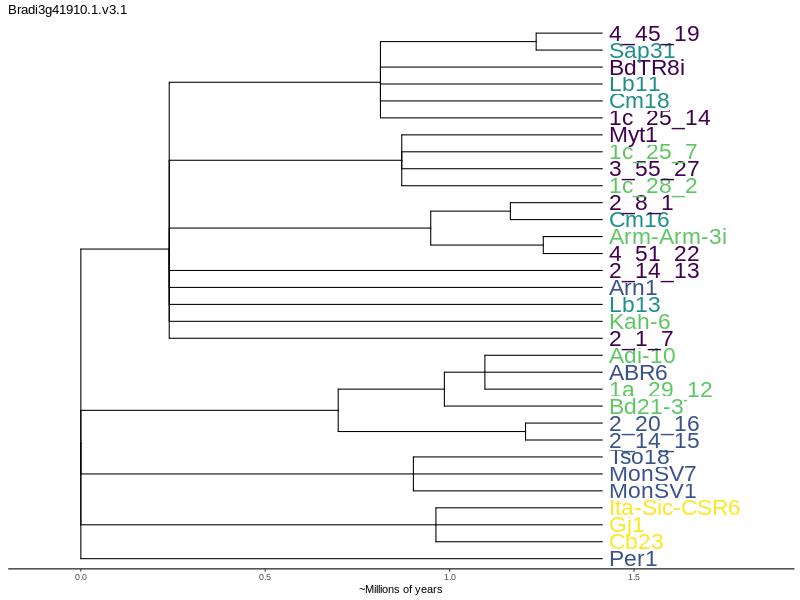 Bradi3g41910.1.v3.1
4_45_19
Sap31
BdTR8i
Lb11
Cm18
1c_25_14
Myt1
1c_25_7
3_55_27
1c_28_2
2_8_1
Cm16
Arm-Arm-3i
4_51_22
2_14_13
Arn1
Lb13
Kah-6
2_1_7
Adi-10
ABR6
1a_29_12
Bd21-3
2_20_16
2_14_15
Tso18
MonSV7
MonSV1
Ita-Sic-CSR6
Gj1
Cb23
Per1
0.0 0.5 1.0 1.5
~Millions of years